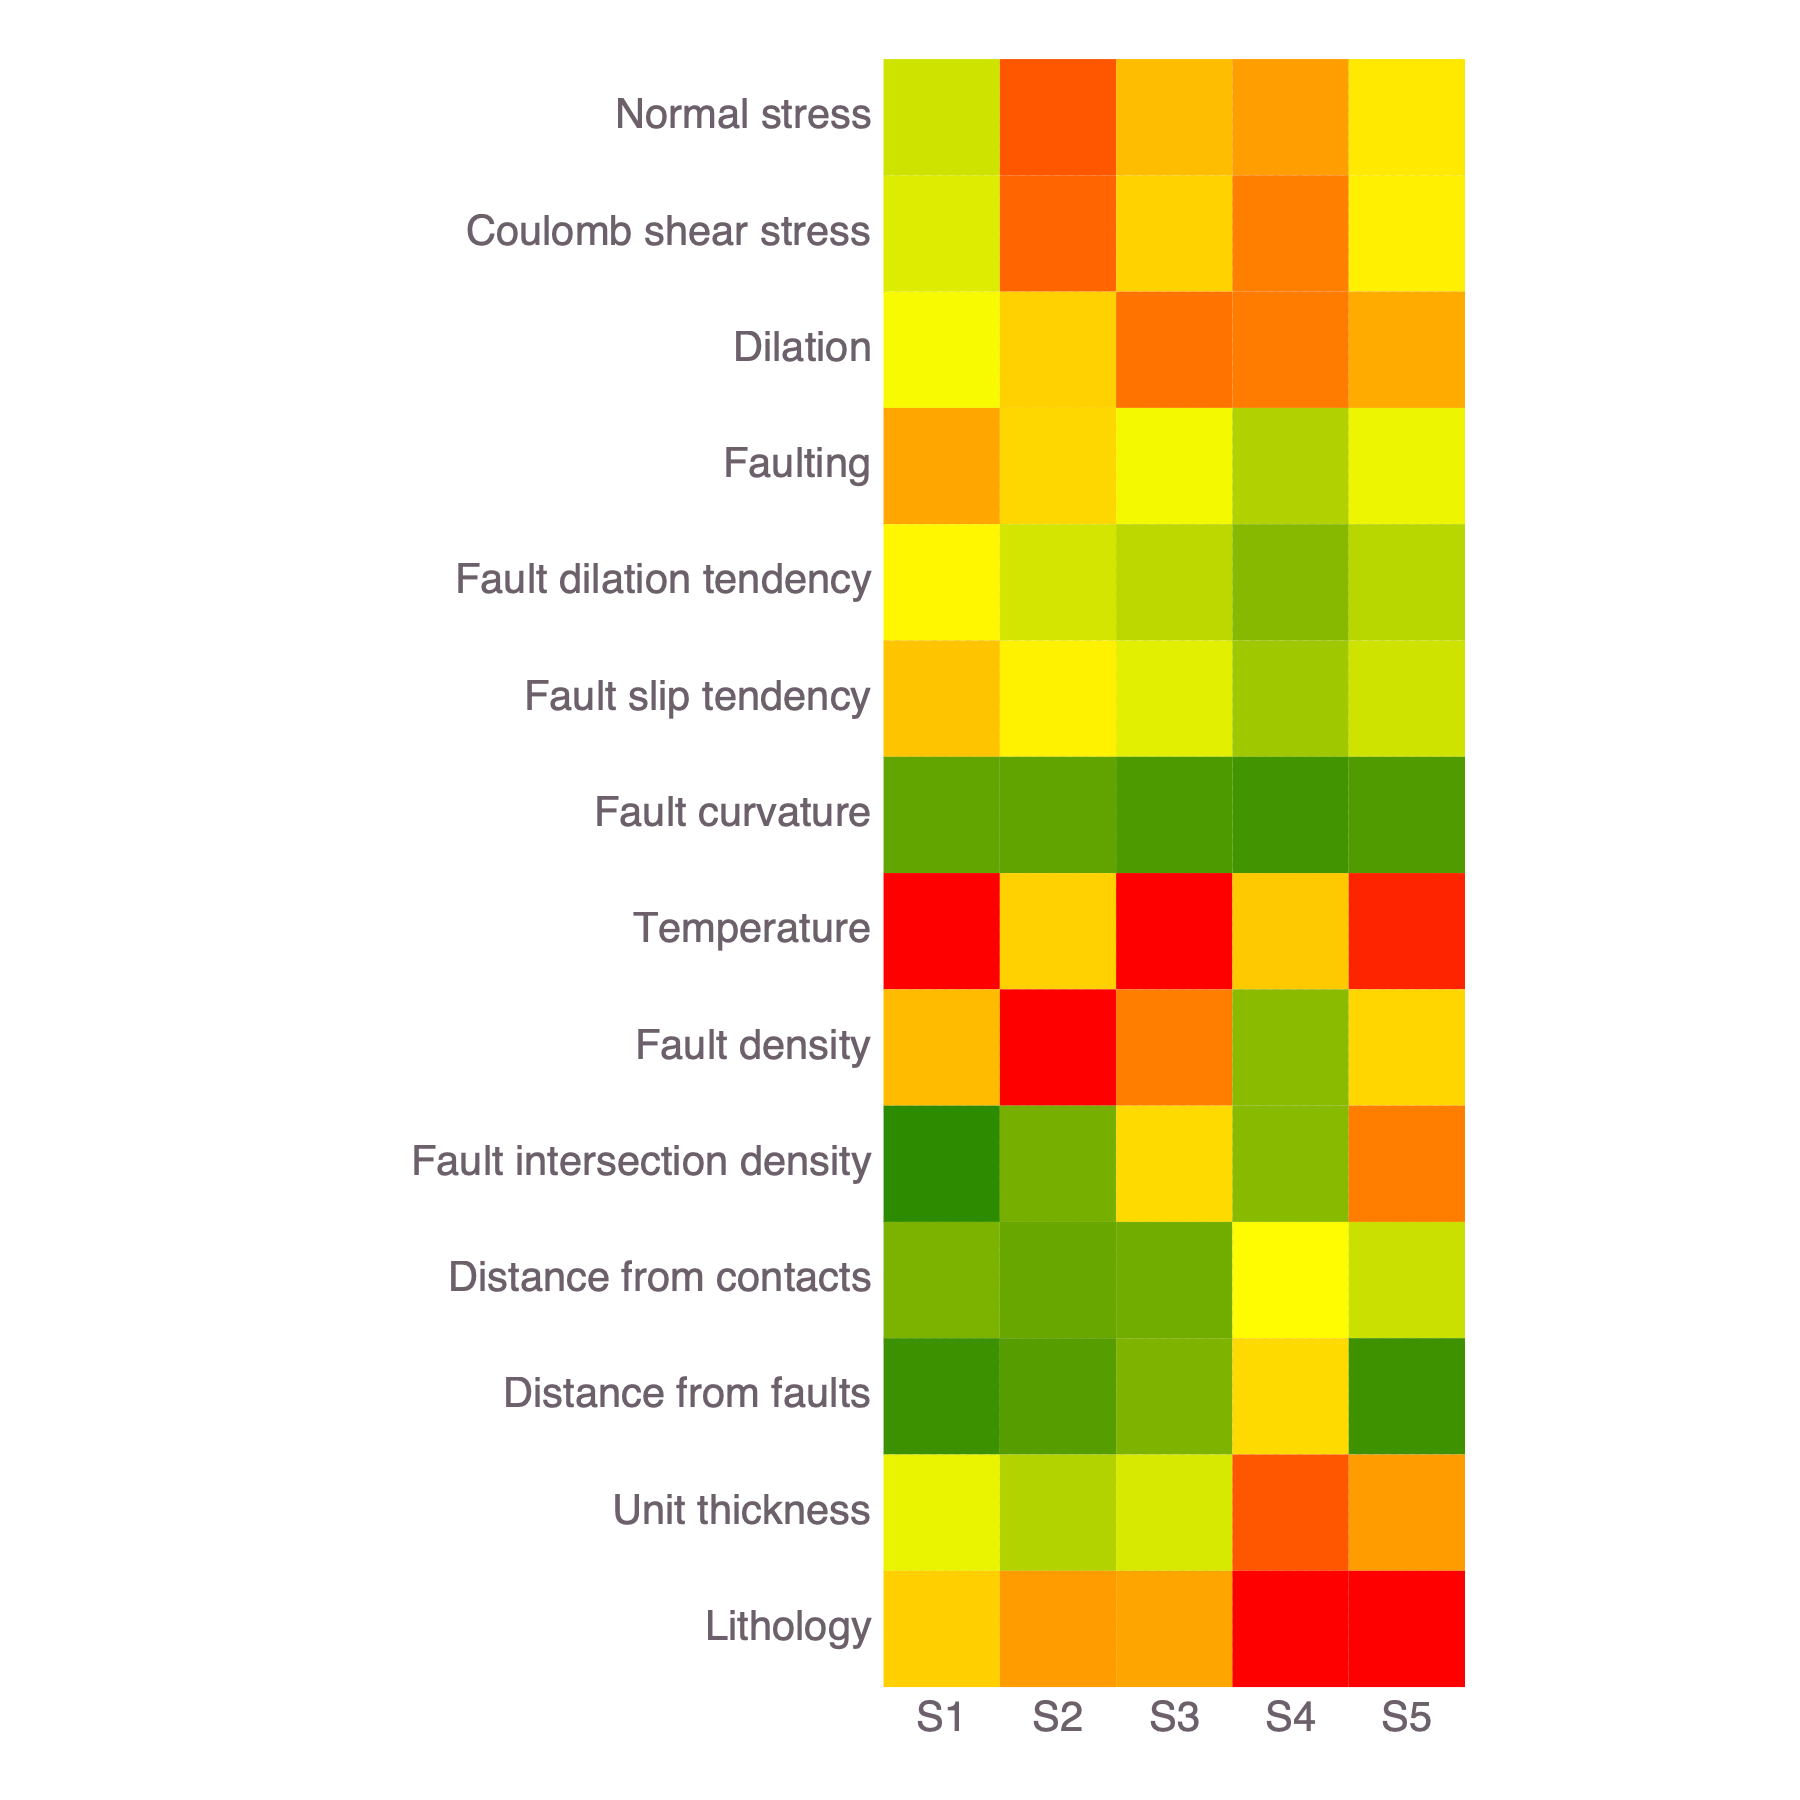 Normal stress
Coulomb shear stress
Dilation
Faulting
Fault dilation tendency
Fault slip tendency
Fault curvature
Temperature
Fault density
Fault intersection density
Distance from contacts
Distance from faults
Unit thickness
Lithology
S1 S2 S3 S4 S5